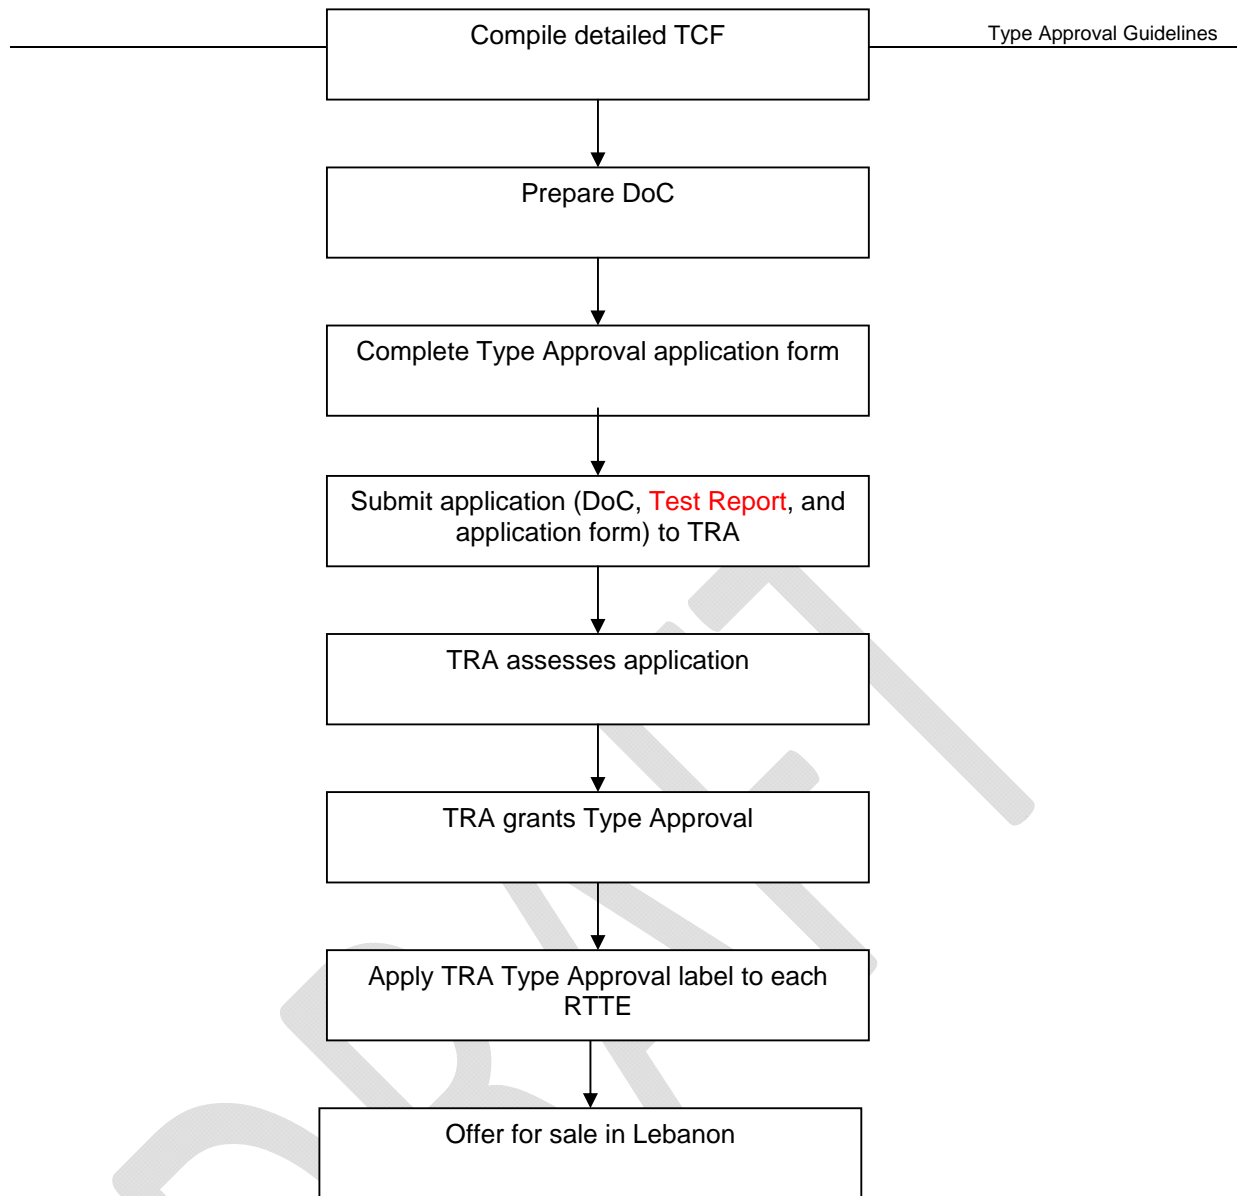 Type Approval Guidelines
Compile detailed TCF
Prepare DoC
Complete Type Approval application form
Submit application (DoC, Test Report, and
application form) to TRA
TRA assesses application
TRA grants Type Approval
Apply TRA Type Approval label to each
RTTE
Offer for sale in Lebanon
DRAFT